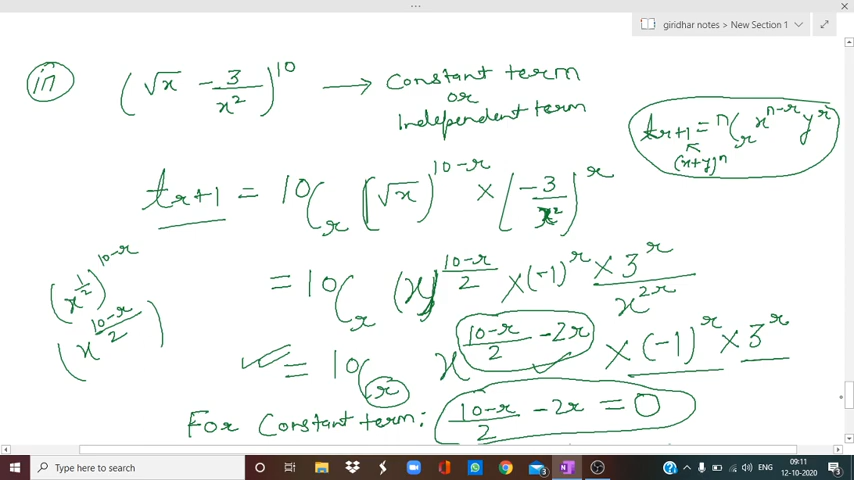 giridhar notes > New Section 1
in (√x - 3/x²)^10 → Constant term
or
Independent term
t_{r+1} = nC_r x^{n-r} y^r
(x+y)^n
t_{r+1} = 10C_r (√x)^{10-r} × (-3/x²)^r
(x^{1/2})^{10-r}
= 10C_r (x)^{(10-r)/2} × (-1)^r × 3^r/x^{2r}
(x^{(10-r)/2})
= 10C_r x^{(10-r)/2 - 2r} × (-1)^r × 3^r
For Constant term: (10-r)/2 - 2r = 0
Type here to search
ENG
09:11
12-10-2020